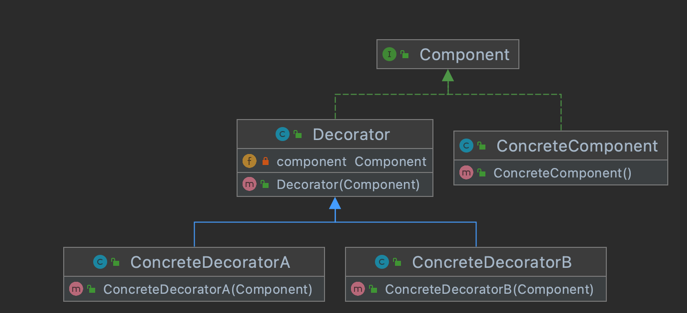 I Component
C Decorator
f component Component
m Decorator(Component)
C ConcreteComponent
m ConcreteComponent()
C ConcreteDecoratorA
m ConcreteDecoratorA(Component)
C ConcreteDecoratorB
m ConcreteDecoratorB(Component)